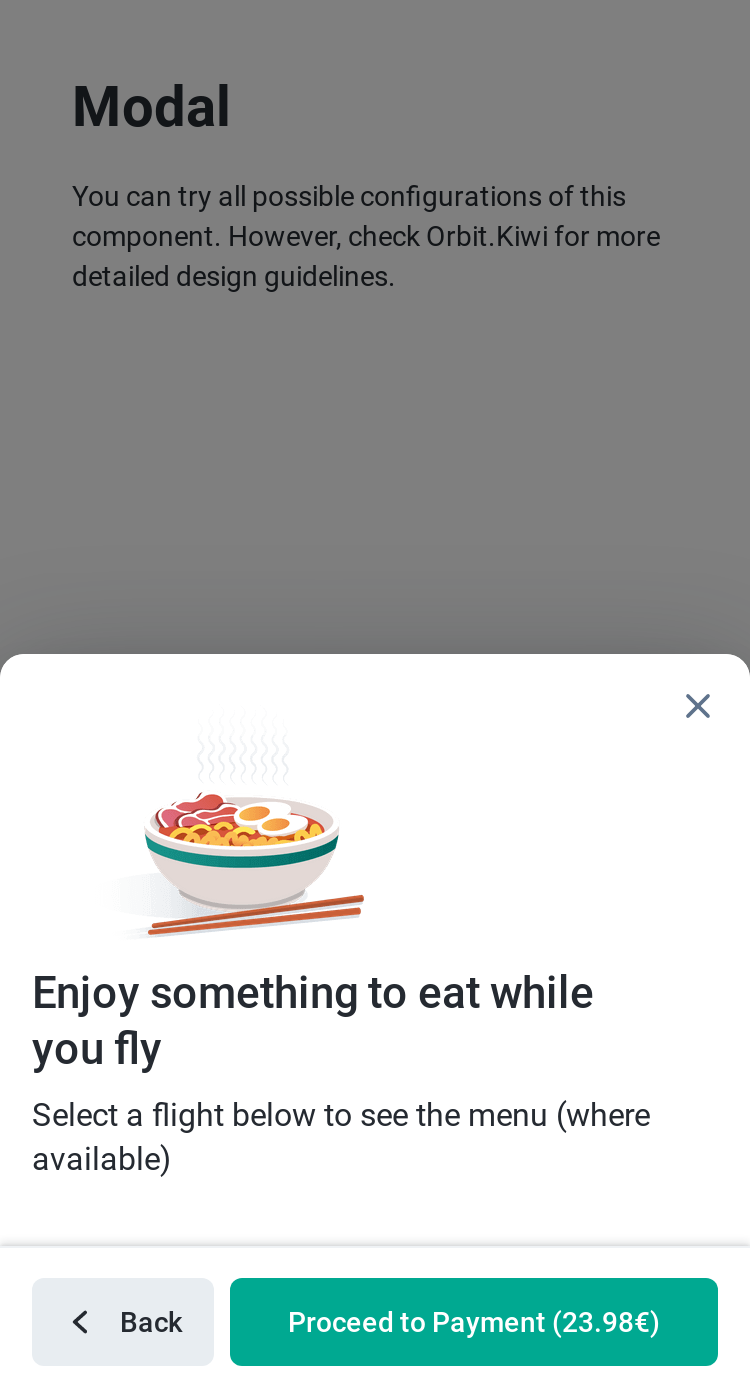 Modal
You can try all possible configurations of this
component. However, check Orbit.Kiwi for more
detailed design guidelines.
Enjoy something to eat while
you fly
Select a flight below to see the menu (where
available)
Back
Proceed to Payment (23.98€)